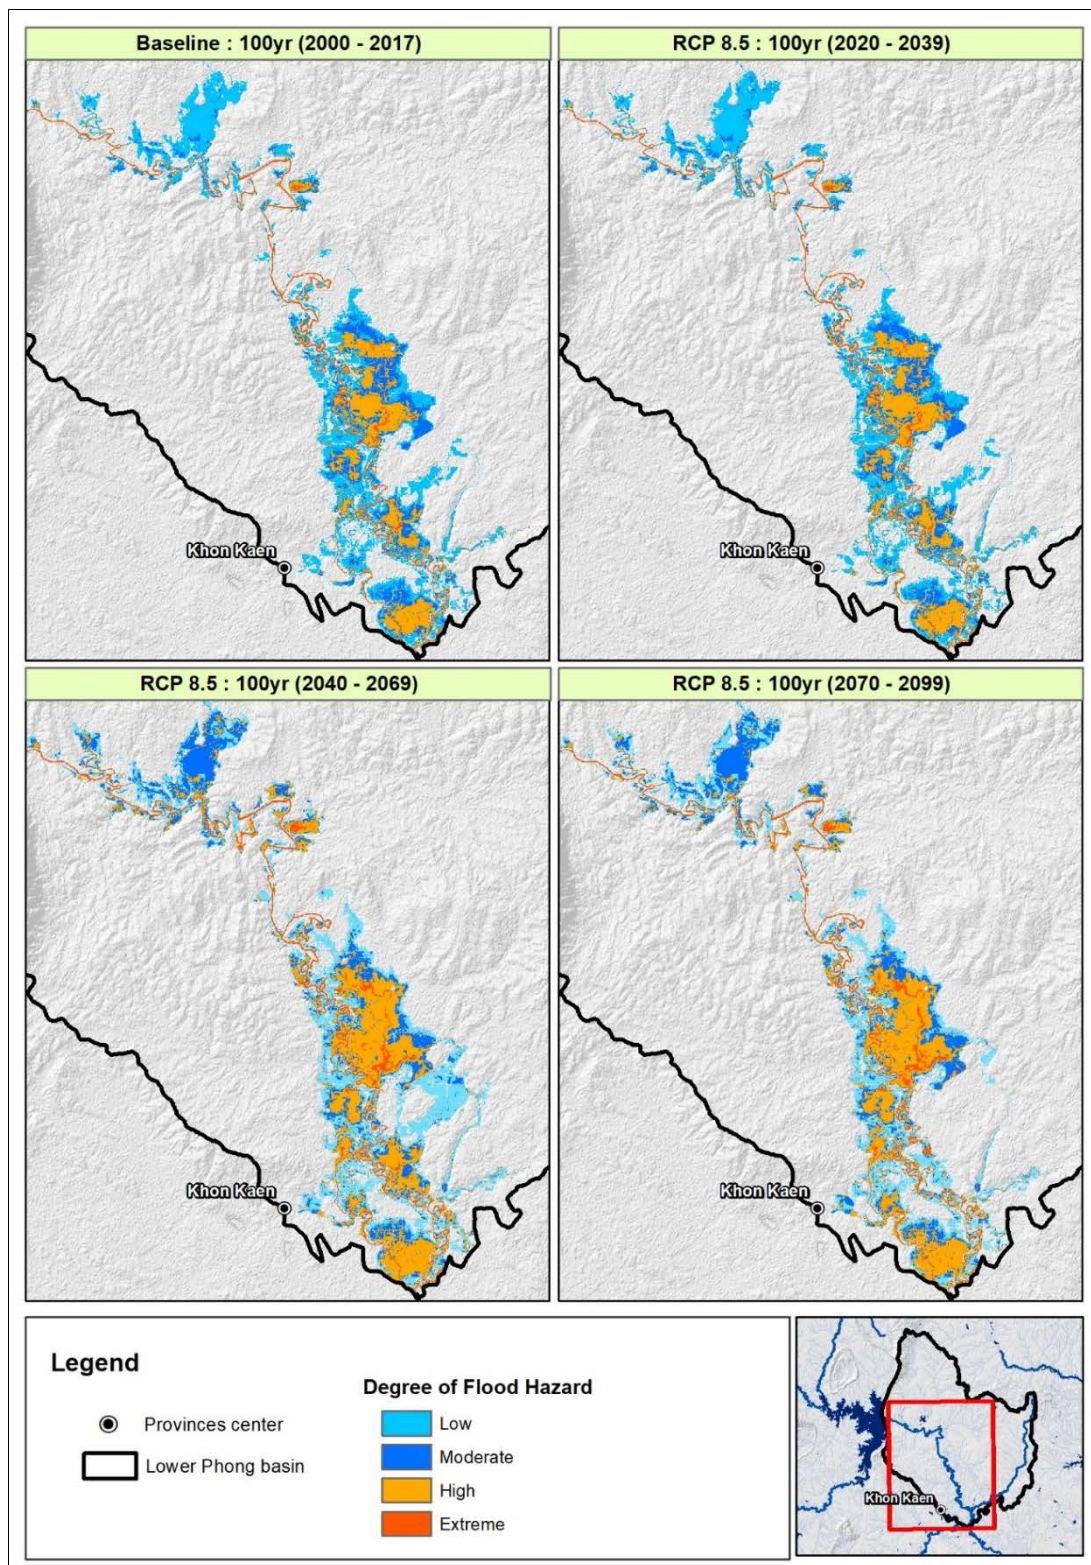 Baseline : 100yr (2000 - 2017)
RCP 8.5 : 100yr (2020 - 2039)
Khon Kaen
Khon Kaen
RCP 8.5 : 100yr (2040 - 2069)
RCP 8.5 : 100yr (2070 - 2099)
Khon Kaen
Khon Kaen
Legend
Provinces center
Lower Phong basin
Degree of Flood Hazard
Low
Moderate
High
Extreme
Khon Kaen